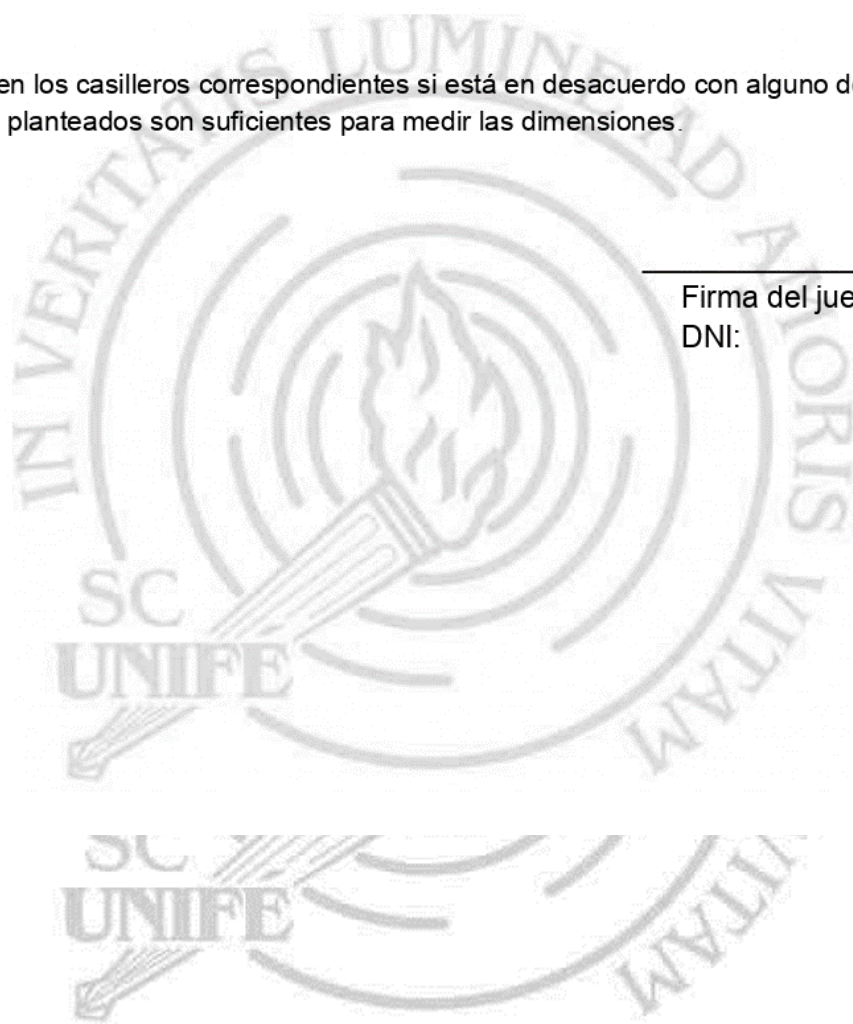 IN VERITATIS LUMINE AD AMORIS VITAM
en los casilleros correspondientes si está en desacuerdo con alguno de
planteados son suficientes para medir las dimensiones.
Firma del jue
DNI:
SC
UNIFE
SC
UNIFE
VITAM